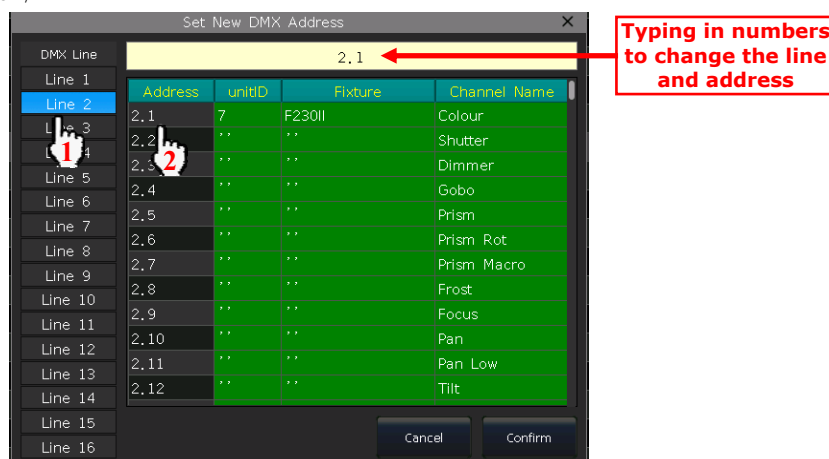 Set New DMX Address ×
DMX Line
Line 1
Line 2
Line 5
Line 6
Line 7
Line 8
Line 9
Line 10
Line 11
Line 12
Line 13
Line 14
Line 15
Line 16
2.1
Address unitID Fixture Channel Name
2.1 7 F230II Colour
2.2 ’’ ’’ Shutter
’’ ’’ Dimmer
2.4 ’’ ’’ Gobo
2.5 ’’ ’’ Prism
2.6 ’’ ’’ Prism Rot
2.7 ’’ ’’ Prism Macro
2.8 ’’ ’’ Frost
2.9 ’’ ’’ Focus
2.10 ’’ ’’ Pan
2.11 ’’ ’’ Pan Low
2.12 ’’ ’’ Tilt
1
2
Cancel Confirm
Typing in numbers
to change the line
and address